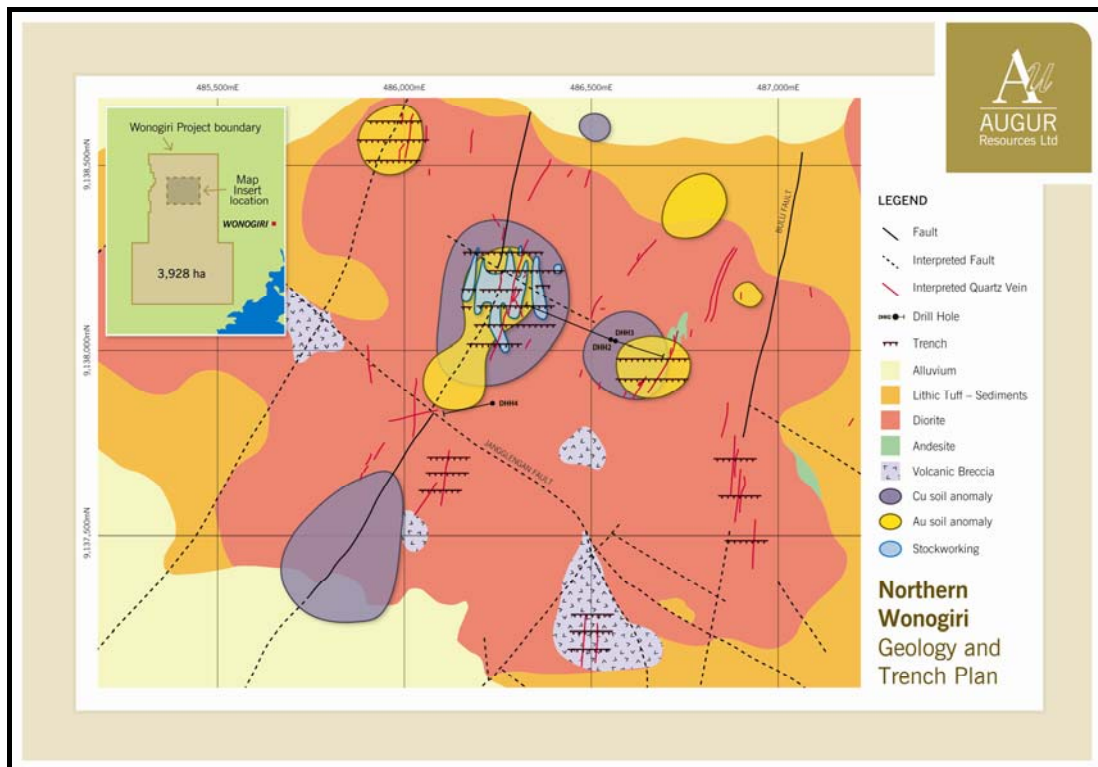 Au
AUGUR
Resources Ltd
485,500mE
486,000mE
486,500mE
487,000mE
9,138,500mN
9,138,000mN
9,137,500mN
Wonogiri Project boundary
Map
Insert
location
WONOGIRI
3,928 ha
BULU FAULT
DHH3
DHH2
DHH4
JANGGLENGAN FAULT
LEGEND
Fault
Interpreted Fault
Interpreted Quartz Vein
Drill Hole
Trench
Alluvium
Lithic Tuff – Sediments
Diorite
Andesite
Volcanic Breccia
Cu soil anomaly
Au soil anomaly
Stockworking
Northern
Wonogiri
Geology and
Trench Plan